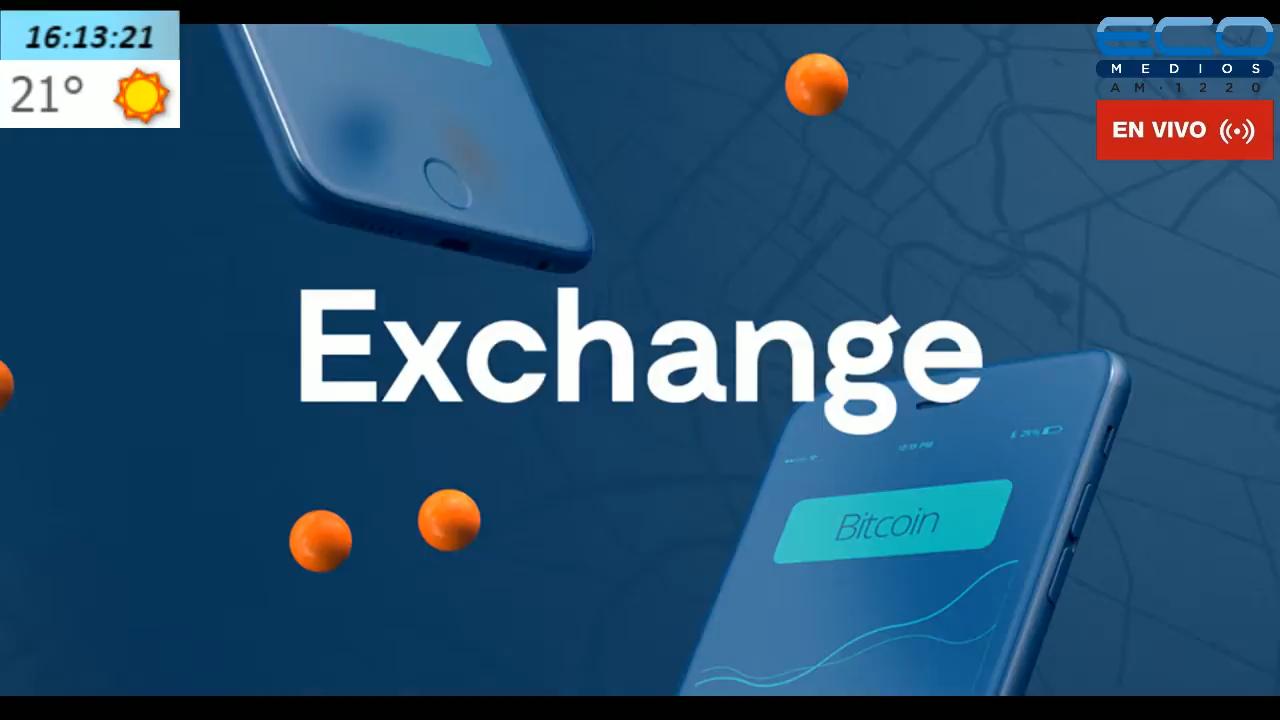 16:13:21
21°
ECO
MEDIOS
AM·1220
EN VIVO
Exchange
Bitcoin